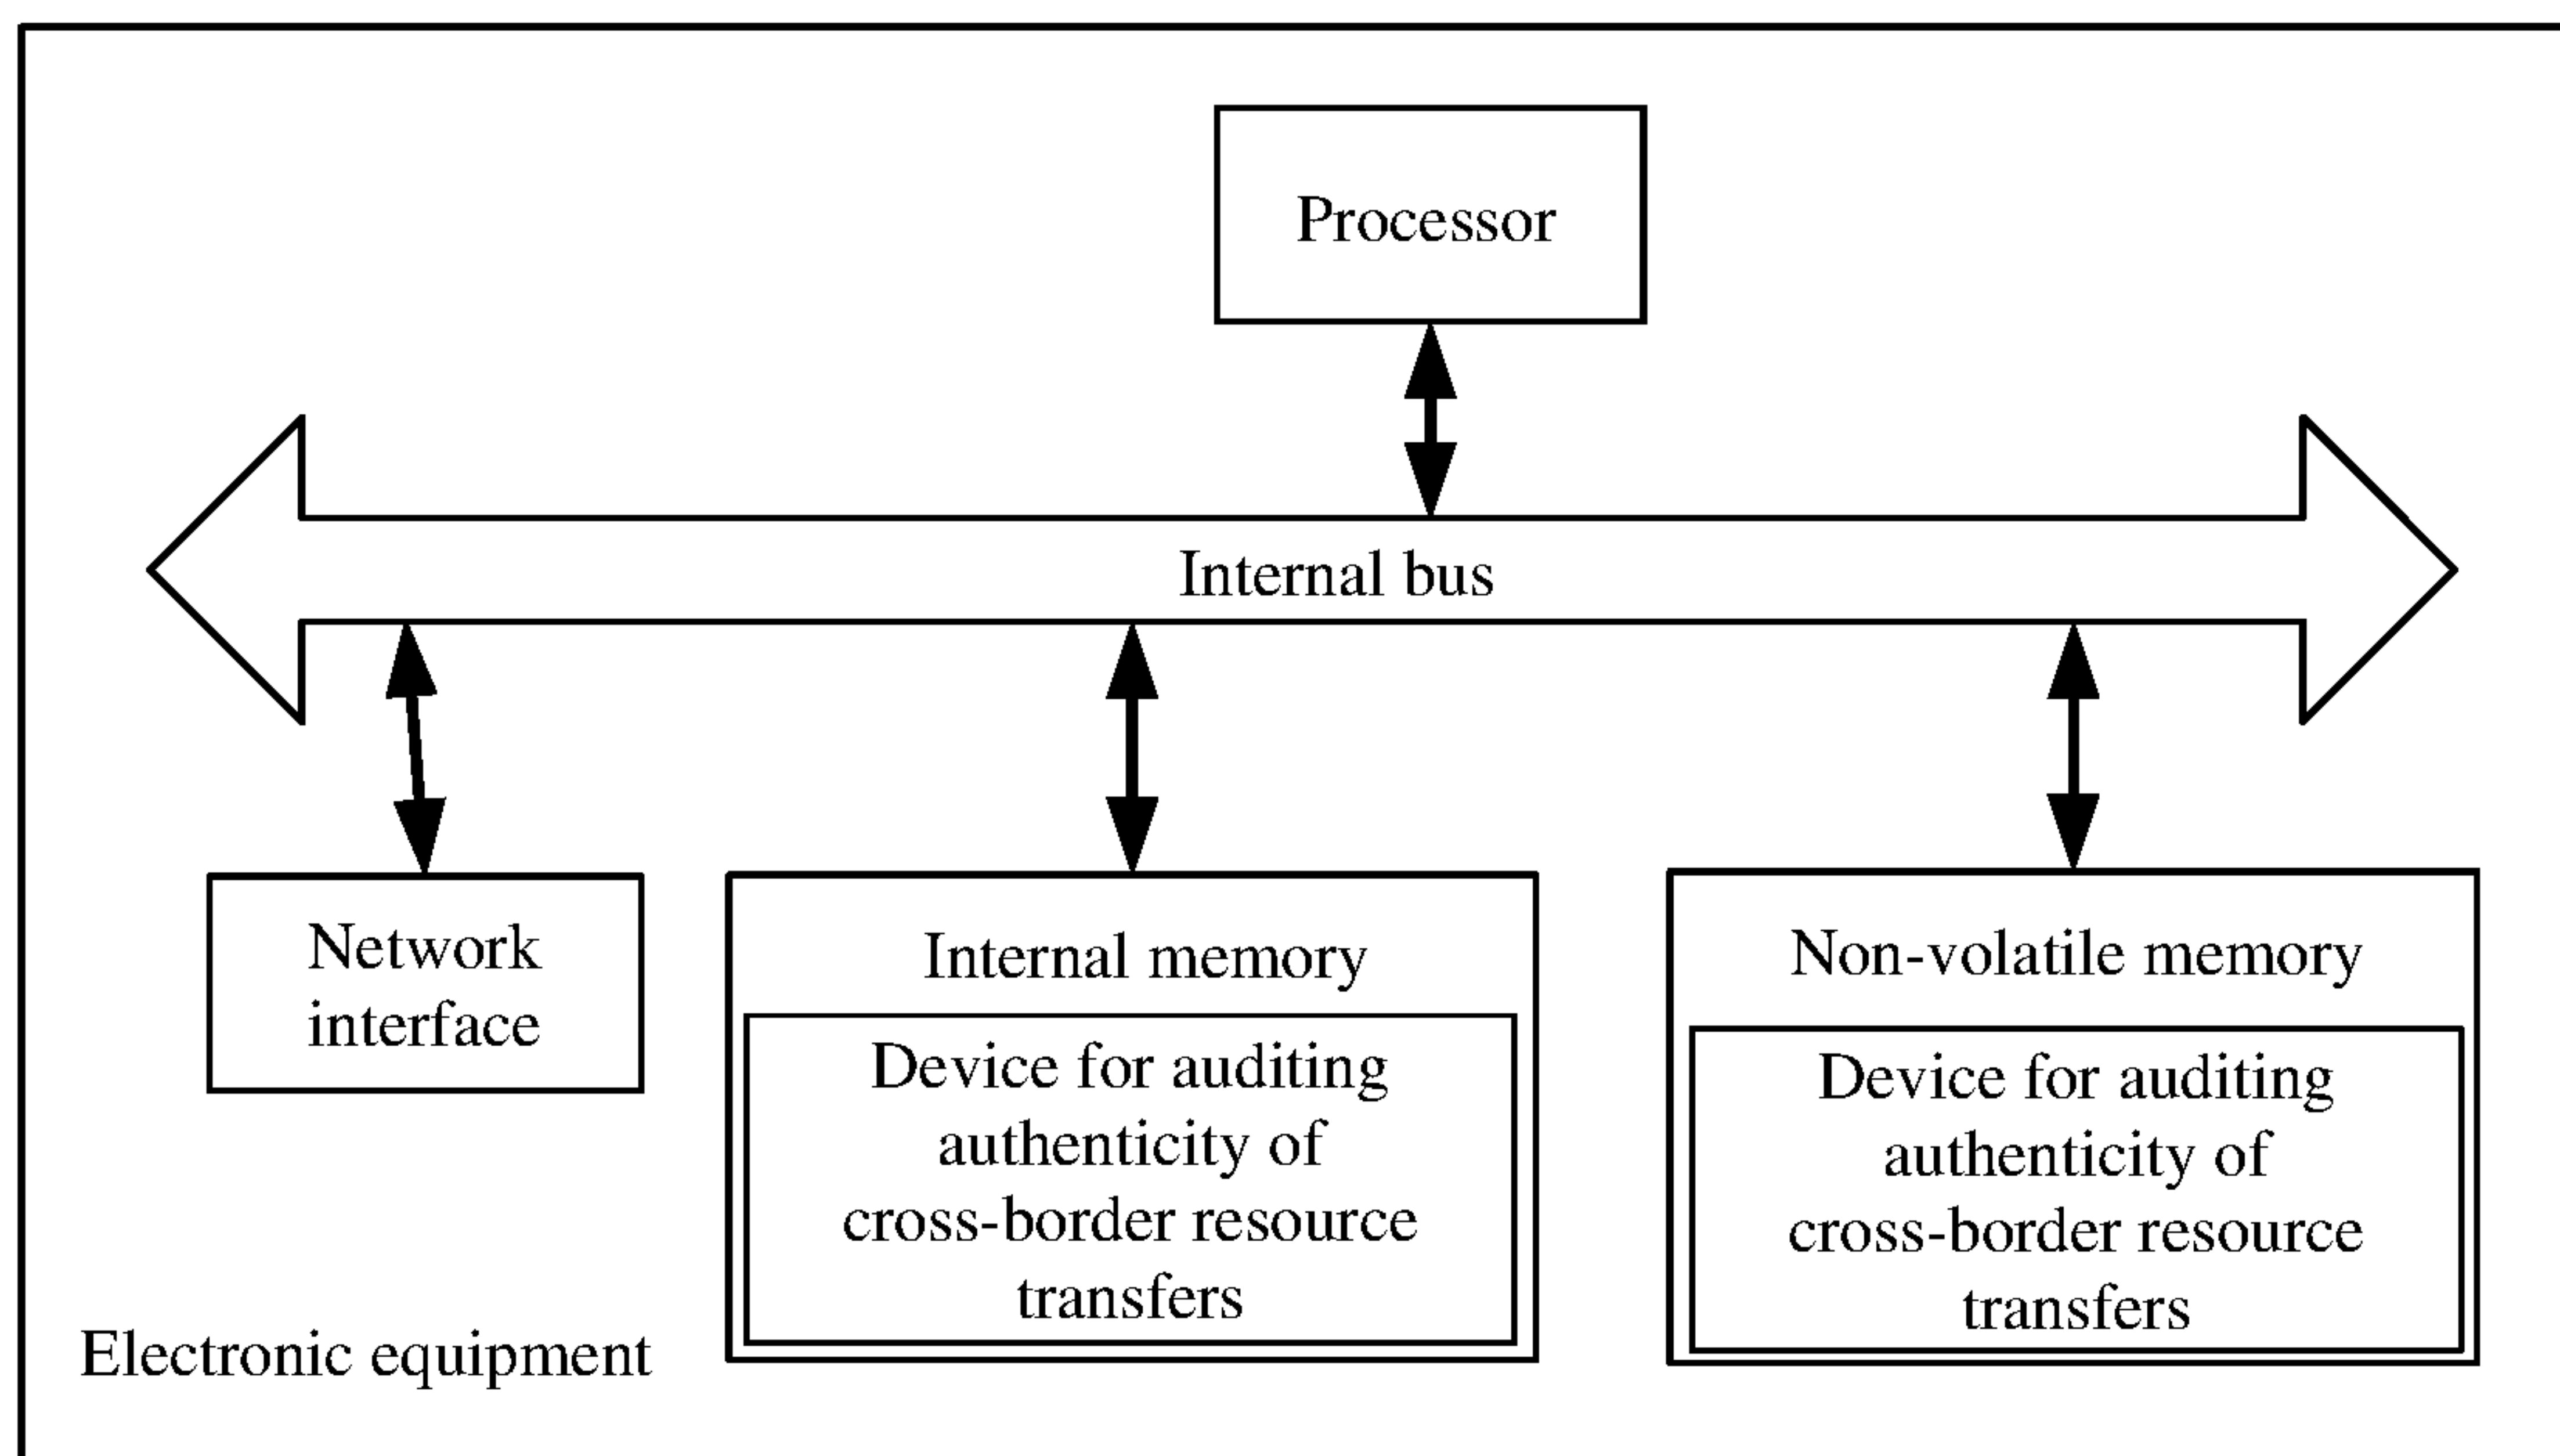 Processor
Internal bus
Network
interface
Internal memory
Device for auditing
authenticity of
cross-border resource
transfers
Non-volatile memory
Device for auditing
authenticity of
cross-border resource
transfers
Electronic equipment